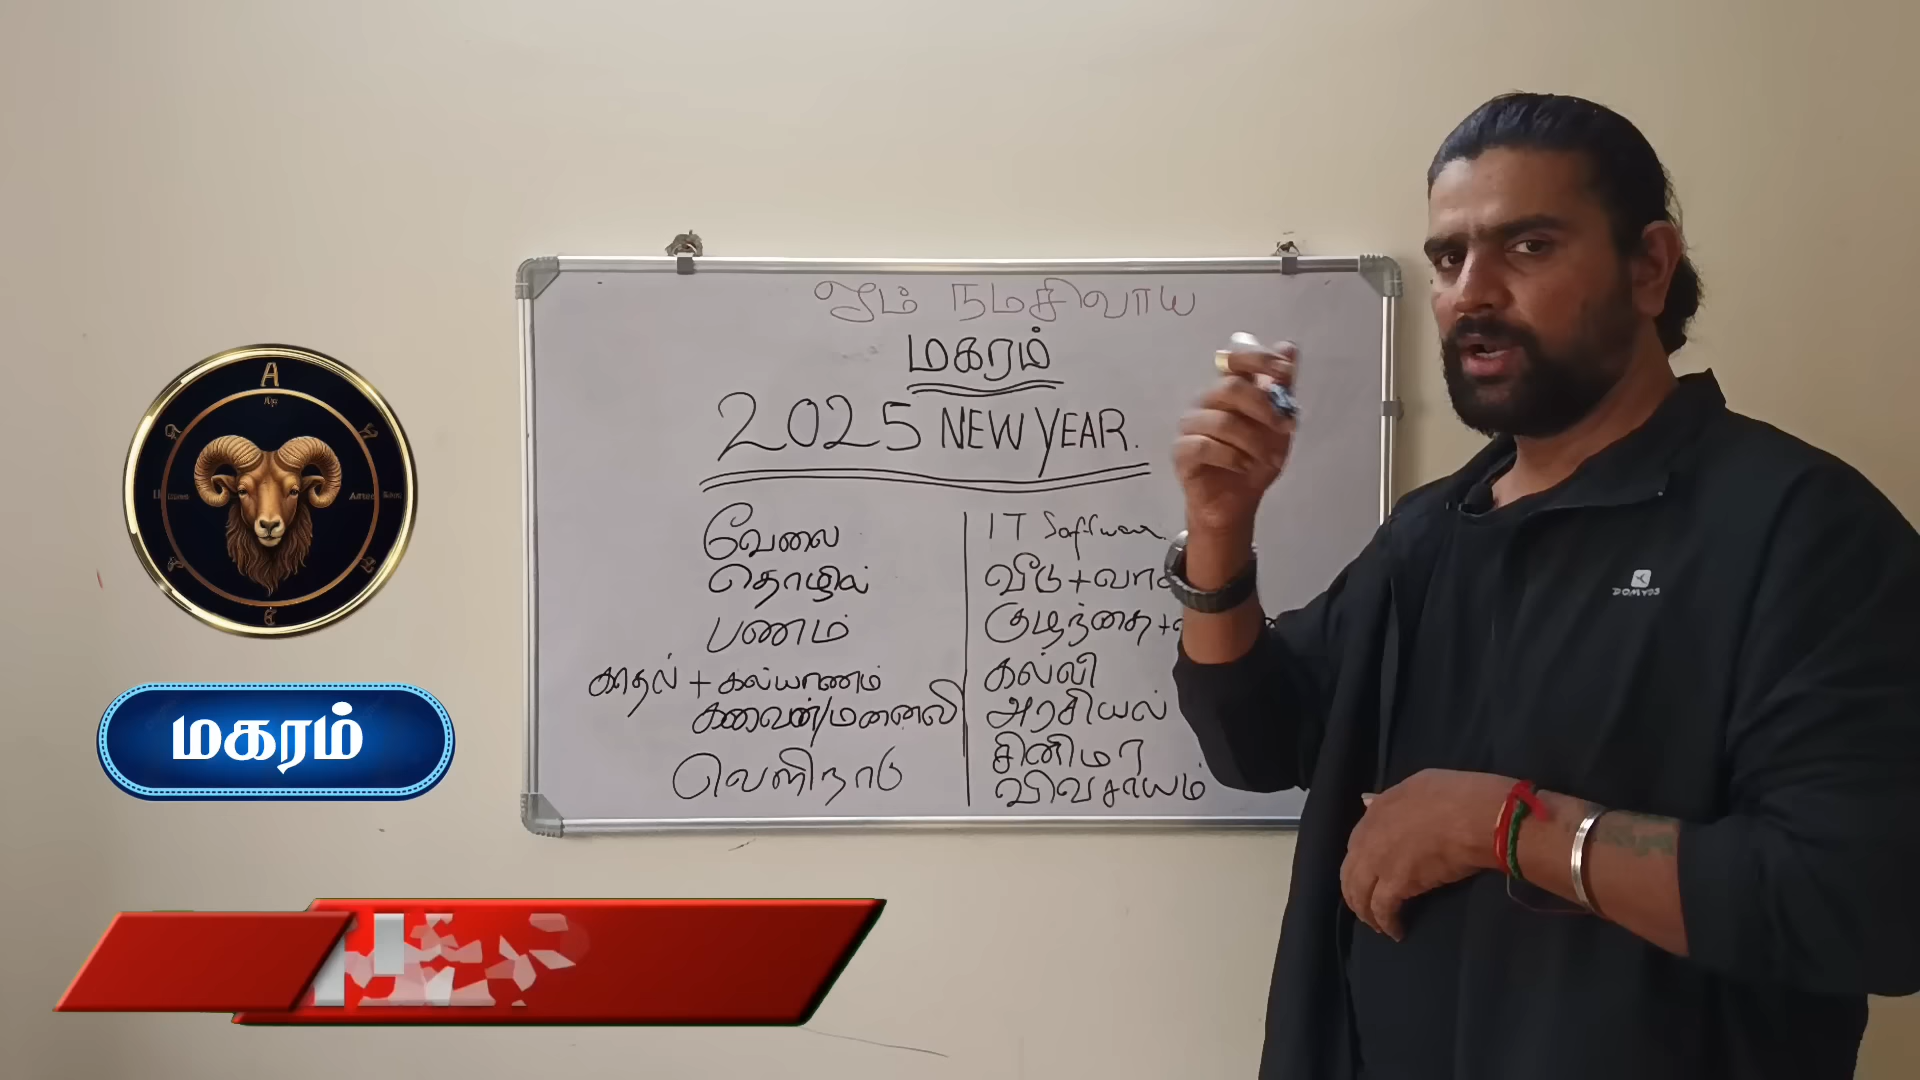 ஓம் நமசிவாய
மகரம்
2025 NEW YEAR.
வேலை
தொழில்
பணம்
காதல் + கல்யாணம்
கணவன்/மனைவி
வெளிநாடு
IT Software
வீடு + வா
குழந்தை +
கல்வி
அரசியல்
சினிமா
விவசாயம்
A
மகரம்
DOMYOS